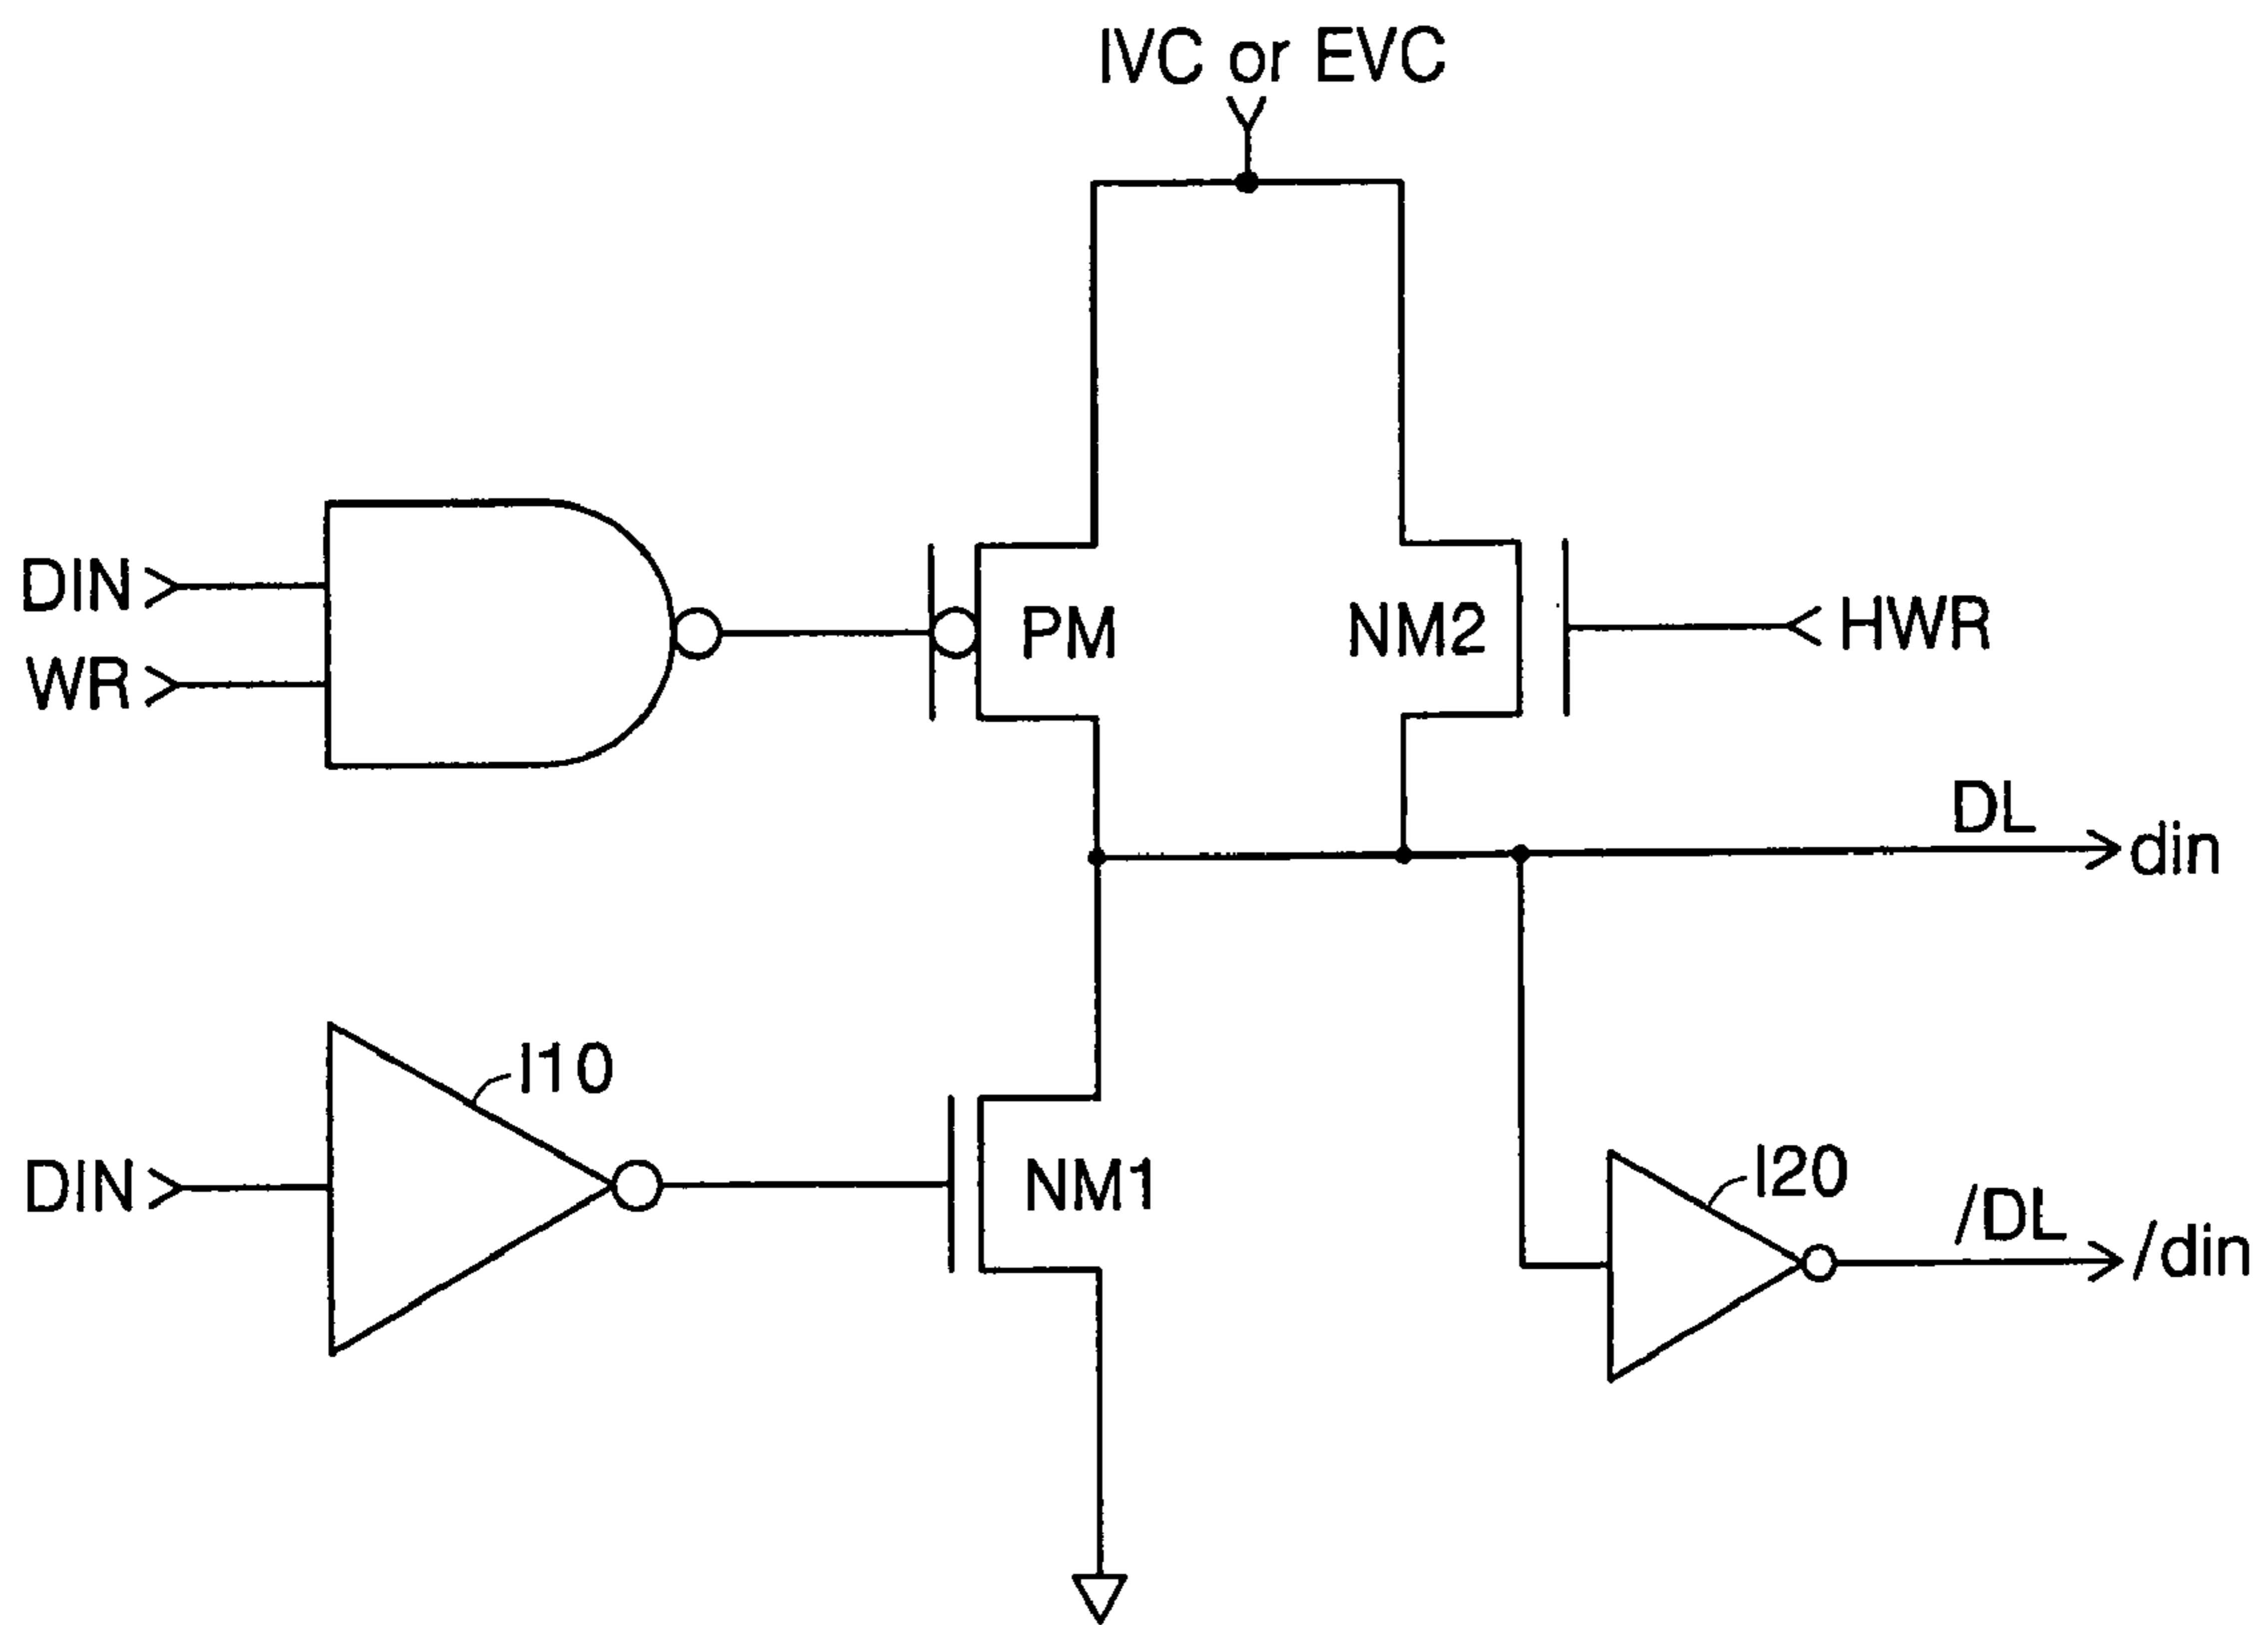 IVC or EVC
DIN
WR
PM
NM2
HWR
DL
din
I10
DIN
NM1
I20
/DL
/din